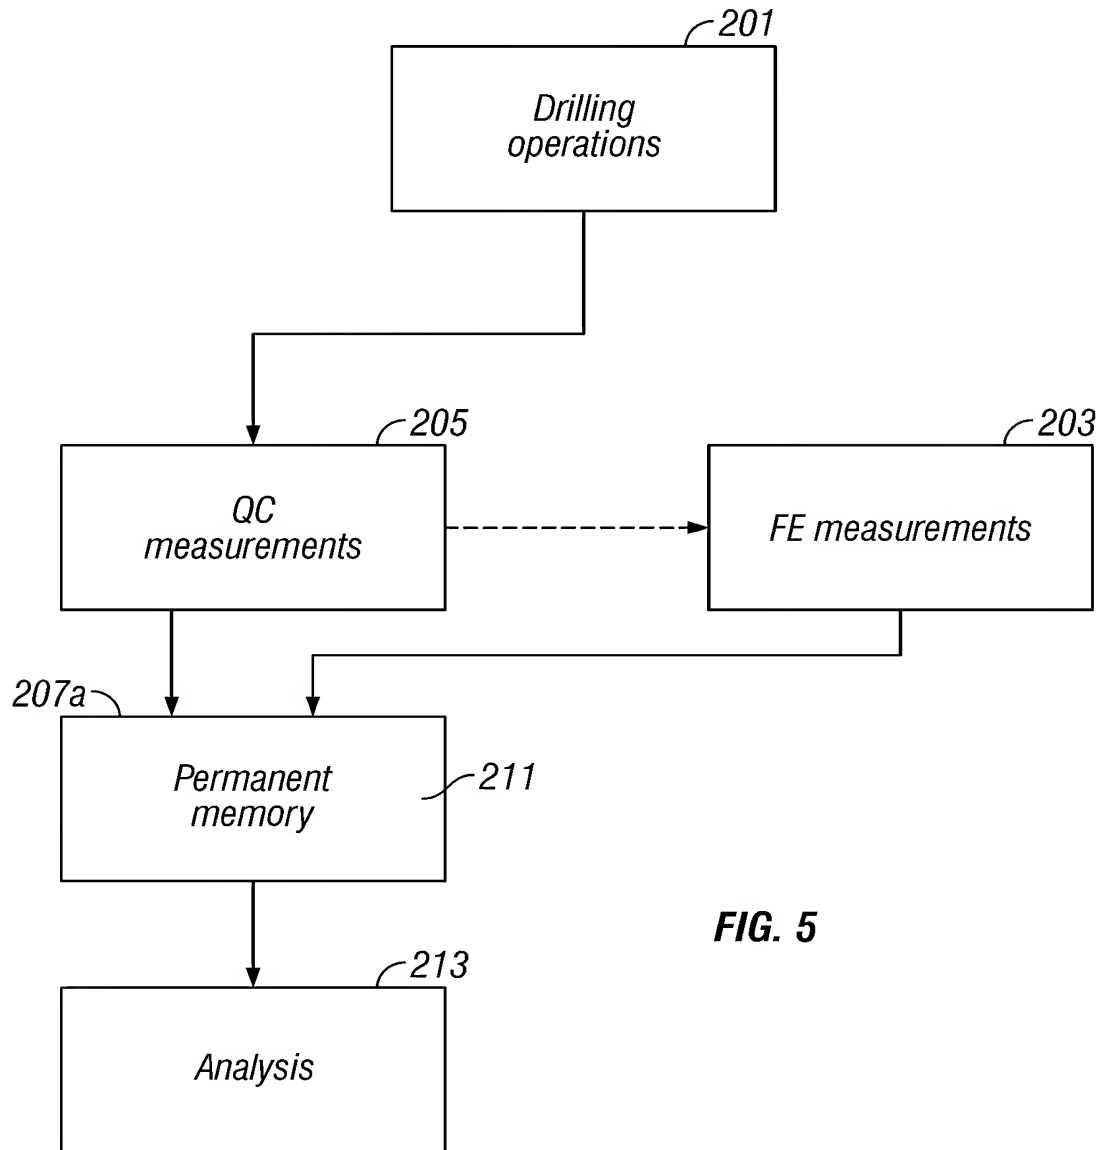 201
Drilling
operations
205
203
QC
measurements
FE measurements
207a
Permanent
memory
211
FIG. 5
213
Analysis